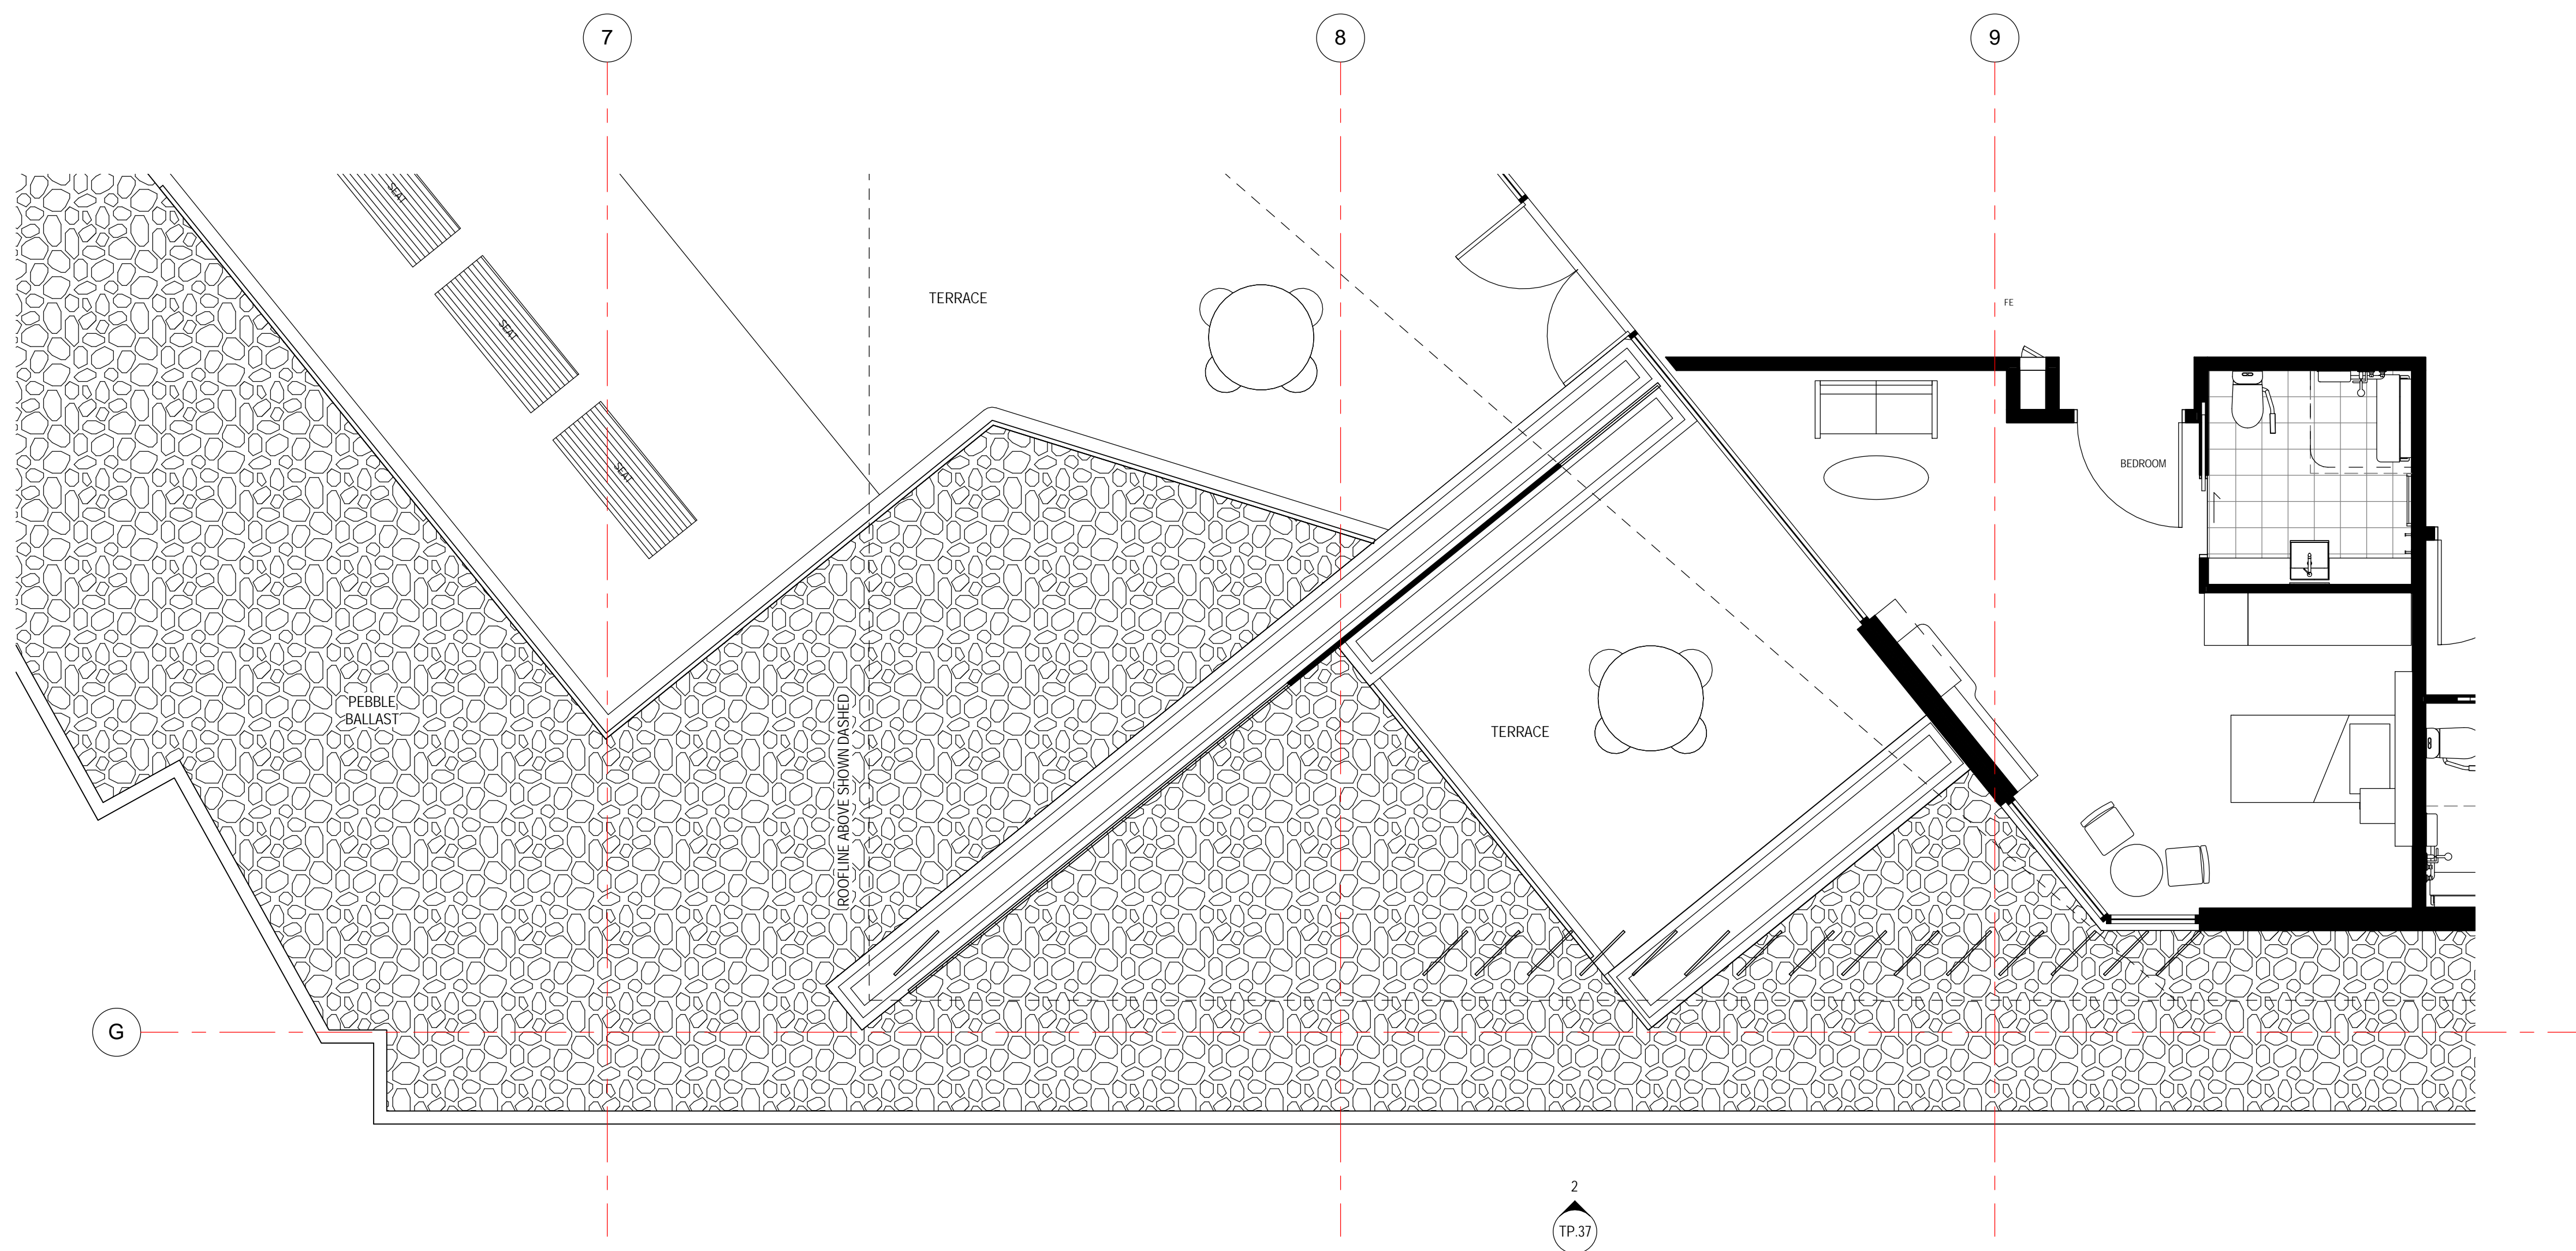 7
8
9
SEAT
TERRACE
FE
SEAT
BEDROOM
SEAT
PEBBLE
BALLAST
ROOFLINE ABOVE SHOWN DASHED
TERRACE
G
2
TP.37